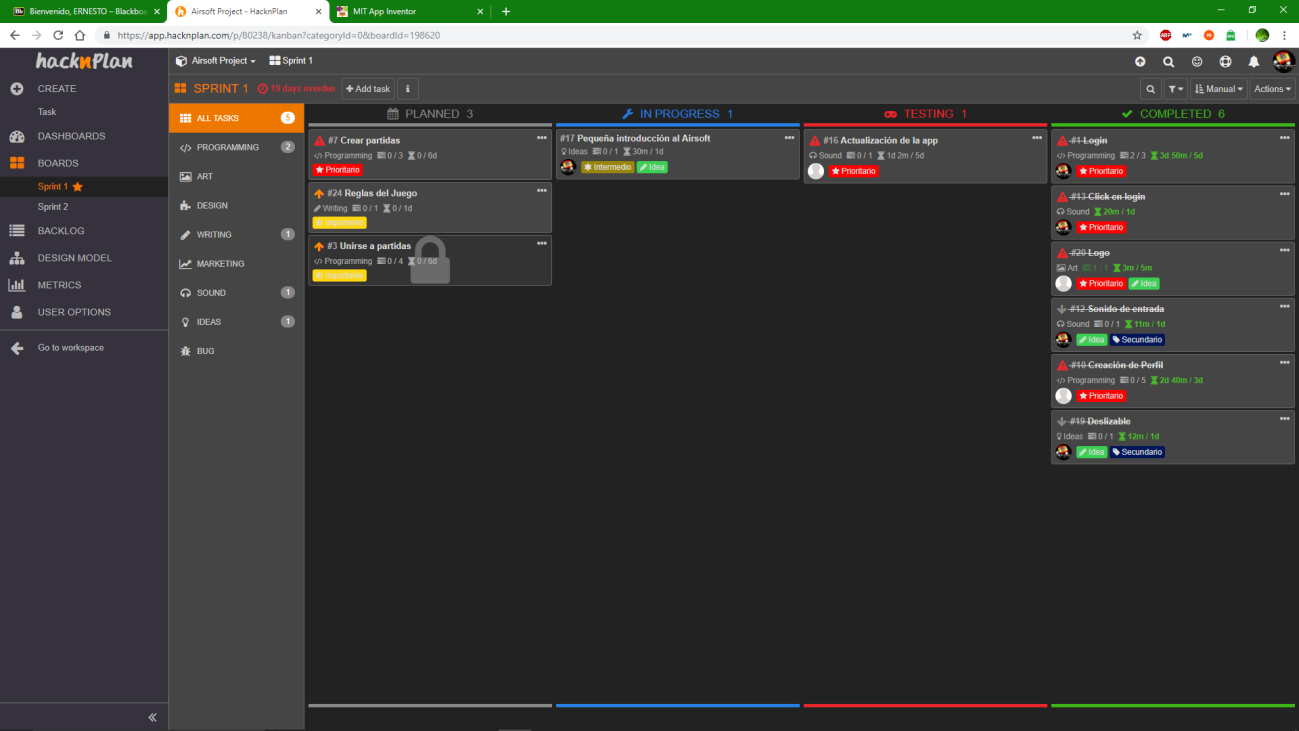 Bienvenido, ERNESTO – Blackboa
Airsoft Project - HacknPlan
MIT App Inventor
https://app.hacknplan.com/p/80238/kanban?categoryId=0&boardId=198620
hacknPlan
Airsoft Project
Sprint 1
CREATE
Task
DASHBOARDS
BOARDS
Sprint 1
Sprint 2
BACKLOG
DESIGN MODEL
METRICS
USER OPTIONS
Go to workspace
SPRINT 1
19 days overdue
+ Add task
Manual
Actions
ALL TASKS 5
PROGRAMMING 2
ART
DESIGN
WRITING 1
MARKETING
SOUND 1
IDEAS 1
BUG
PLANNED 3
#7 Crear partidas
Programming 0 / 3 0 / 6d
Prioritario
#24 Reglas del Juego
Writing 0 / 1 0 / 1d
#3 Unirse a partidas
Programming 0 / 4 0 / 6d
IN PROGRESS 1
#17 Pequeña introducción al Airsoft
Ideas 0 / 1 30m / 1d
Intermedio Idea
TESTING 1
#16 Actualización de la app
Sound 0 / 1 1d 2m / 5d
Prioritario
COMPLETED 6
#1 Login
Programming 2 / 3 3d 50m / 5d
Prioritario
#13 Click en login
Sound 20m / 1d
Prioritario
#20 Logo
Art 1 / 1 3m / 5m
Prioritario Idea
#12 Sonido de entrada
Sound 0 / 1 11m / 1d
Idea Secundario
#10 Creación de Perfil
Programming 0 / 5 2d 40m / 3d
Prioritario
#19 Deslizable
Ideas 0 / 1 12m / 1d
Idea Secundario